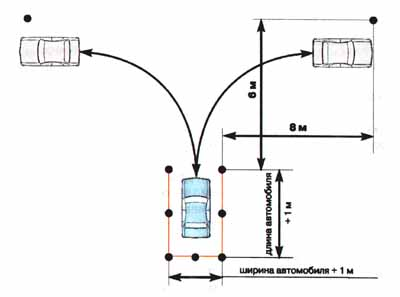 6 м
8 м
длина автомобиля
+ 1 м
ширина автомобиля + 1 м